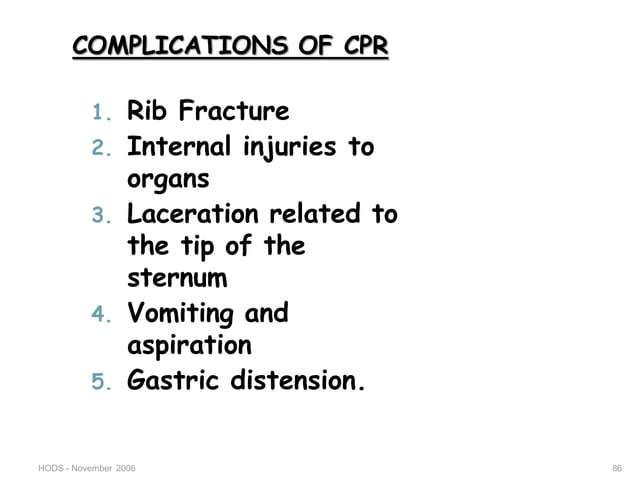 COMPLICATIONS OF CPR
1. Rib Fracture
2. Internal injuries to
organs
3. Laceration related to
the tip of the
sternum
4. Vomiting and
aspiration
5. Gastric distension.
HODS - November 2006
86